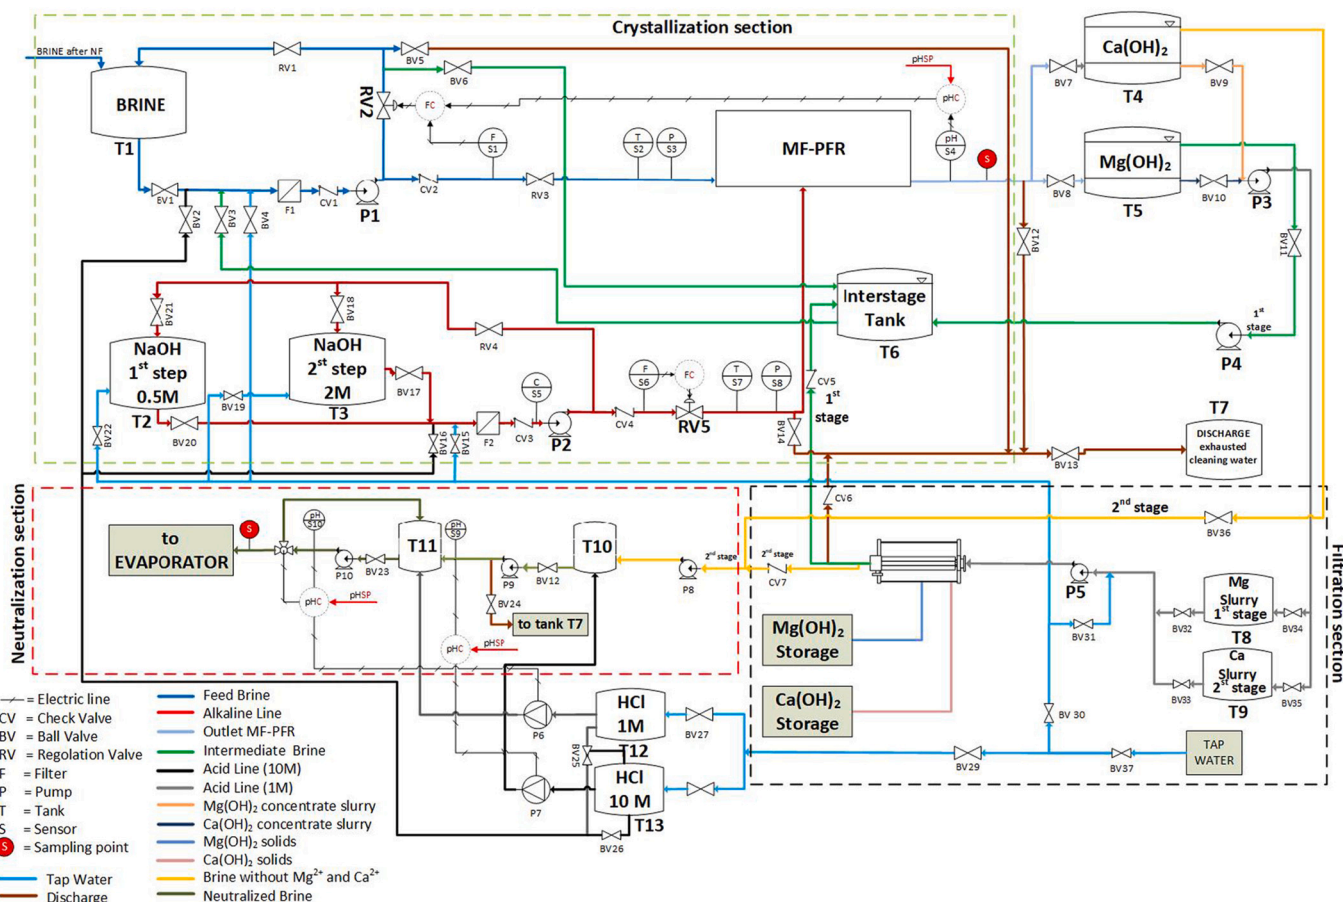 Crystallization section
BRINE after NF
RV1
BV5
BV6
pHSP
Ca(OH)₂
BV7
BV9
T4
BRINE
T1
RV2
FC
pHC
F
S1
T
S2
P
S3
MF-PFR
pH
S4
S
Mg(OH)₂
T5
BV8
BV10
P3
BV1
BV2
BV3
BV4
F1
CV1
P1
CV2
RV3
BV12
BV11
BV21
BV18
Interstage
Tank
T6
1st
stage
P4
NaOH
1st step
0.5M
T2
NaOH
2st step
2M
T3
RV4
BV17
BV19
BV20
BV22
C
S5
F
S6
FC
T
S7
P
S8
CV5
1st
stage
F2
CV3
P2
CV4
RV5
BV14
BV16
BV15
T7
DISCHARGE
exhausted
cleaning water
BV13
CV6
Neutralization section
Filtration section
2nd stage
BV36
to
EVAPORATOR
S
pH
S10
T11
pH
S9
T10
P10
BV23
P9
BV12
P8
2nd stage
2nd stage
CV7
P5
BV24
to tank T7
pHC
pHSP
pHC
pHSP
Mg(OH)₂
Storage
Ca(OH)₂
Storage
BV31
BV32
Mg
Slurry
1st stage
T8
BV34
Ca
Slurry
2st stage
T9
BV33
BV35
BV 30
TAP
WATER
BV37
BV29
P6
HCl
1M
T12
BV27
BV25
P7
HCl
10 M
T13
BV26
= Electric line
CV = Check Valve
BV = Ball Valve
RV = Regolation Valve
F = Filter
P = Pump
T = Tank
S = Sensor
S = Sampling point
Tap Water
Discharge
Feed Brine
Alkaline Line
Outlet MF-PFR
Intermediate Brine
Acid Line (10M)
Acid Line (1M)
Mg(OH)₂ concentrate slurry
Ca(OH)₂ concentrate slurry
Mg(OH)₂ solids
Ca(OH)₂ solids
Brine without Mg²⁺ and Ca²⁺
Neutralized Brine